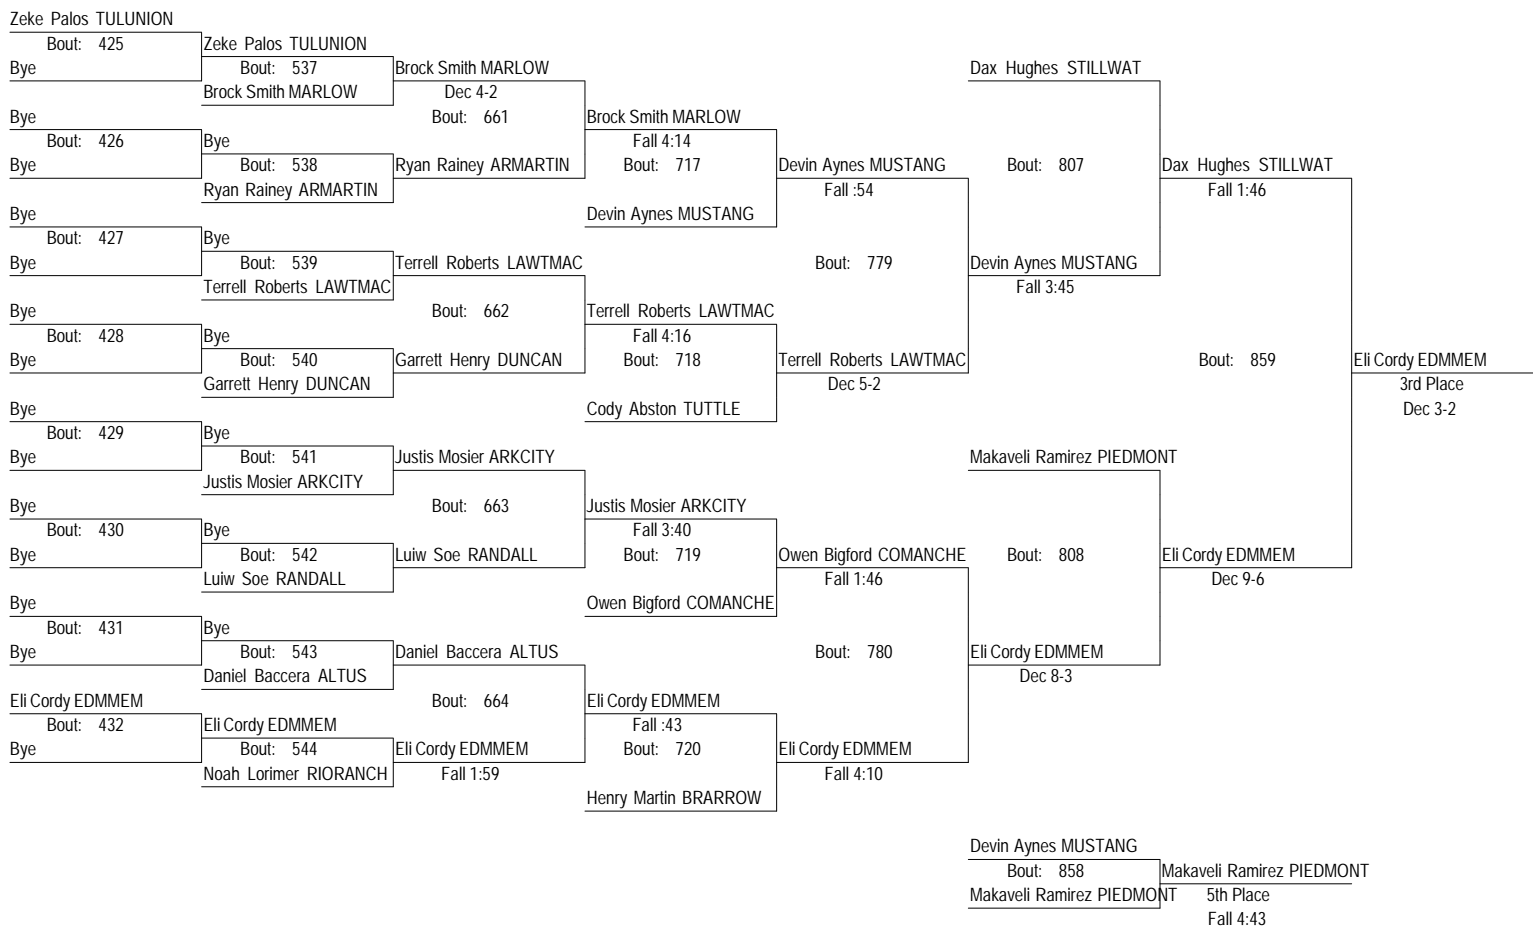 Zeke Palos TULUNION
Bout: 425
Bye
Bye
Bout: 426
Bye
Bye
Bout: 427
Bye
Bye
Bout: 428
Bye
Bye
Bout: 429
Bye
Bye
Bout: 430
Bye
Bye
Bout: 431
Bye
Eli Cordy EDMMEM
Bout: 432
Bye
Zeke Palos TULUNION
Bout: 537
Brock Smith MARLOW
Bye
Bout: 538
Ryan Rainey ARMARTIN
Bye
Bout: 539
Terrell Roberts LAWTMAC
Bye
Bout: 540
Garrett Henry DUNCAN
Bye
Bout: 541
Justis Mosier ARKCITY
Bye
Bout: 542
Luiw Soe RANDALL
Bye
Bout: 543
Daniel Baccera ALTUS
Eli Cordy EDMMEM
Bout: 544
Noah Lorimer RIORANCH
Brock Smith MARLOW
Dec 4-2
Bout: 661
Ryan Rainey ARMARTIN
Terrell Roberts LAWTMAC
Bout: 662
Garrett Henry DUNCAN
Justis Mosier ARKCITY
Bout: 663
Luiw Soe RANDALL
Daniel Baccera ALTUS
Bout: 664
Eli Cordy EDMMEM
Fall 1:59
Brock Smith MARLOW
Fall 4:14
Bout: 717
Devin Aynes MUSTANG
Terrell Roberts LAWTMAC
Fall 4:16
Bout: 718
Cody Abston TUTTLE
Justis Mosier ARKCITY
Fall 3:40
Bout: 719
Owen Bigford COMANCHE
Eli Cordy EDMMEM
Fall :43
Bout: 720
Henry Martin BRARROW
Devin Aynes MUSTANG
Fall :54
Bout: 779
Terrell Roberts LAWTMAC
Dec 5-2
Owen Bigford COMANCHE
Fall 1:46
Bout: 780
Eli Cordy EDMMEM
Fall 4:10
Dax Hughes STILLWAT
Bout: 807
Devin Aynes MUSTANG
Fall 3:45
Makaveli Ramirez PIEDMONT
Bout: 808
Eli Cordy EDMMEM
Dec 8-3
Dax Hughes STILLWAT
Fall 1:46
Bout: 859
Eli Cordy EDMMEM
Dec 9-6
Eli Cordy EDMMEM
3rd Place
Dec 3-2
Devin Aynes MUSTANG
Bout: 858
Makaveli Ramirez PIEDMONT
Makaveli Ramirez PIEDMONT
5th Place
Fall 4:43